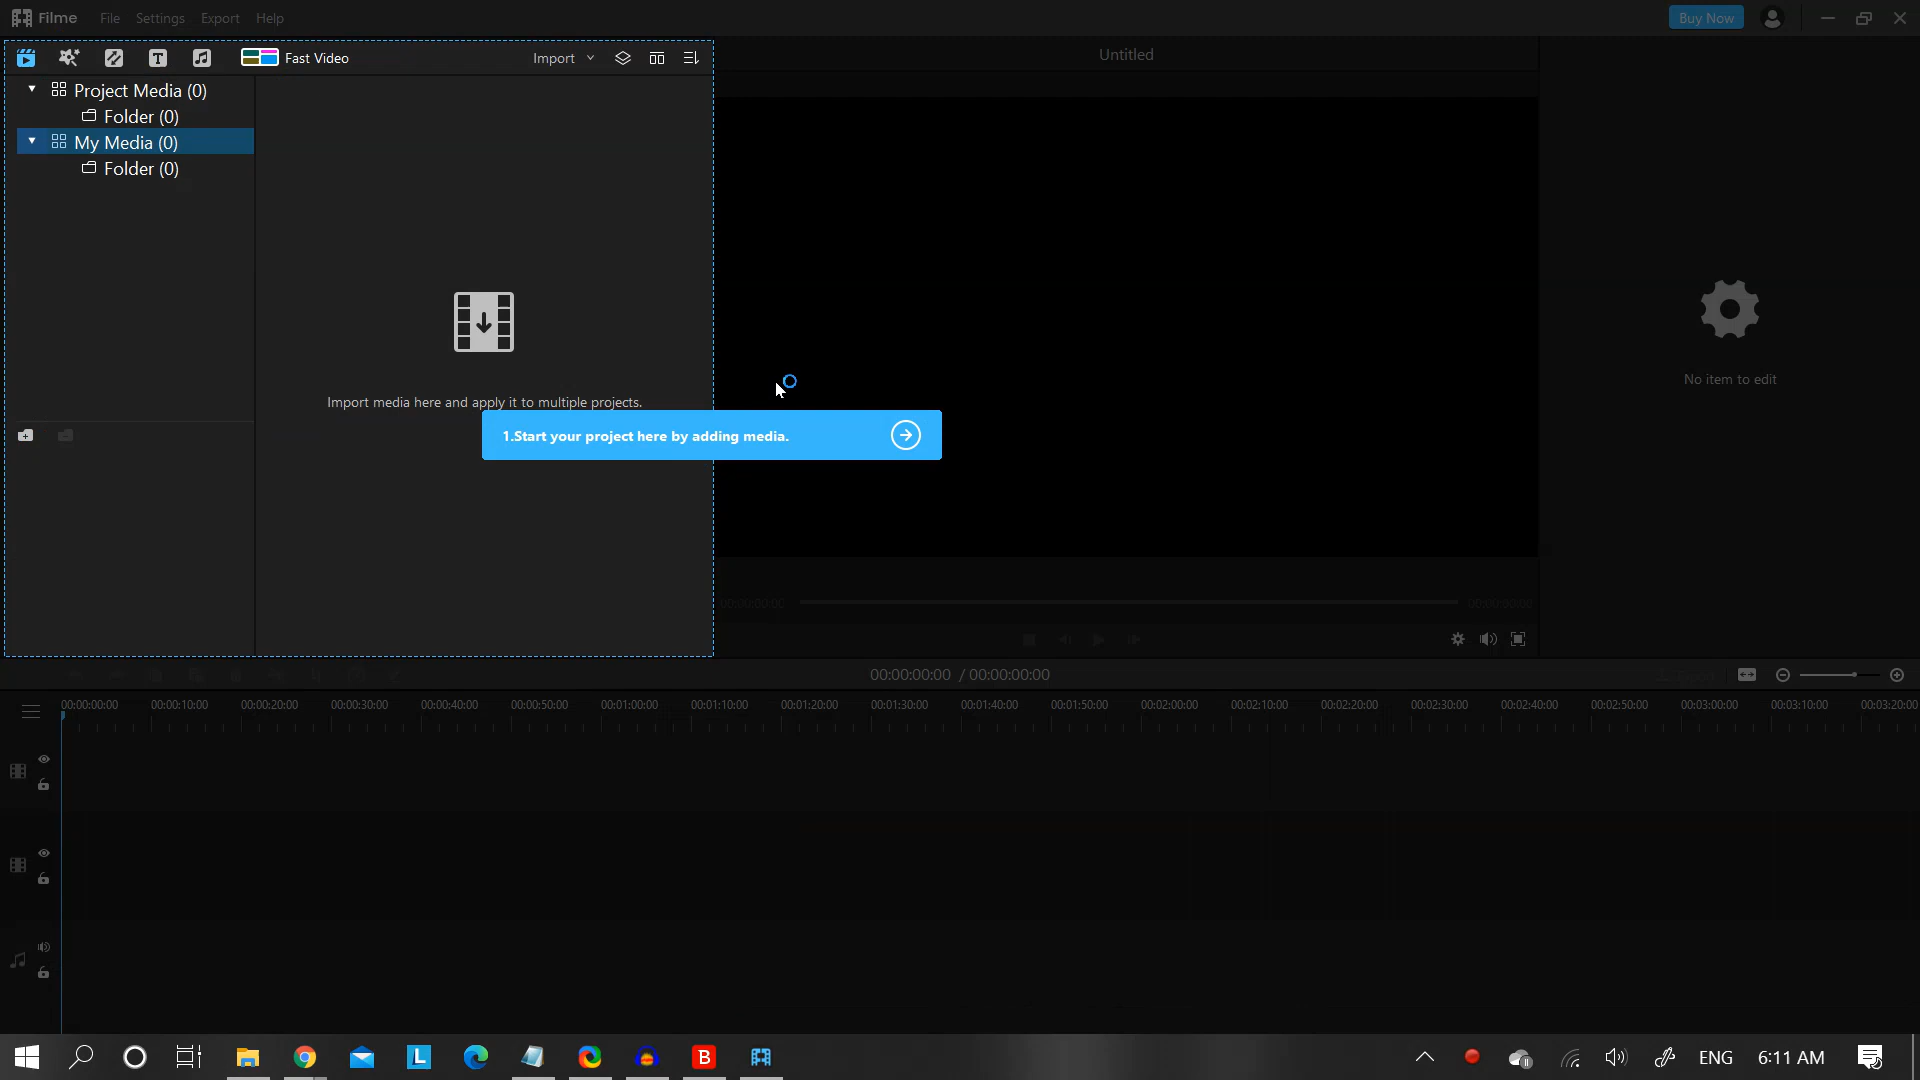 Filme File Settings Export Help Buy Now
Fast Video Import Untitled
Project Media (0)
Folder (0)
My Media (0)
Folder (0)
No item to edit
Import media here and apply it to multiple projects.
1.Start your project here by adding media.
00:00:00:00 / 00:00:00:00
00:00:00:00 00:00:10:00 00:00:20:00 00:00:30:00 00:00:40:00 00:00:50:00 00:01:00:00 00:01:10:00 00:01:20:00 00:01:30:00 00:01:40:00 00:01:50:00 00:02:00:00 00:02:10:00 00:02:20:00 00:02:30:00 00:02:40:00 00:02:50:00 00:03:00:00 00:03:10:00 00:03:20:00
L B ENG 6:11 AM